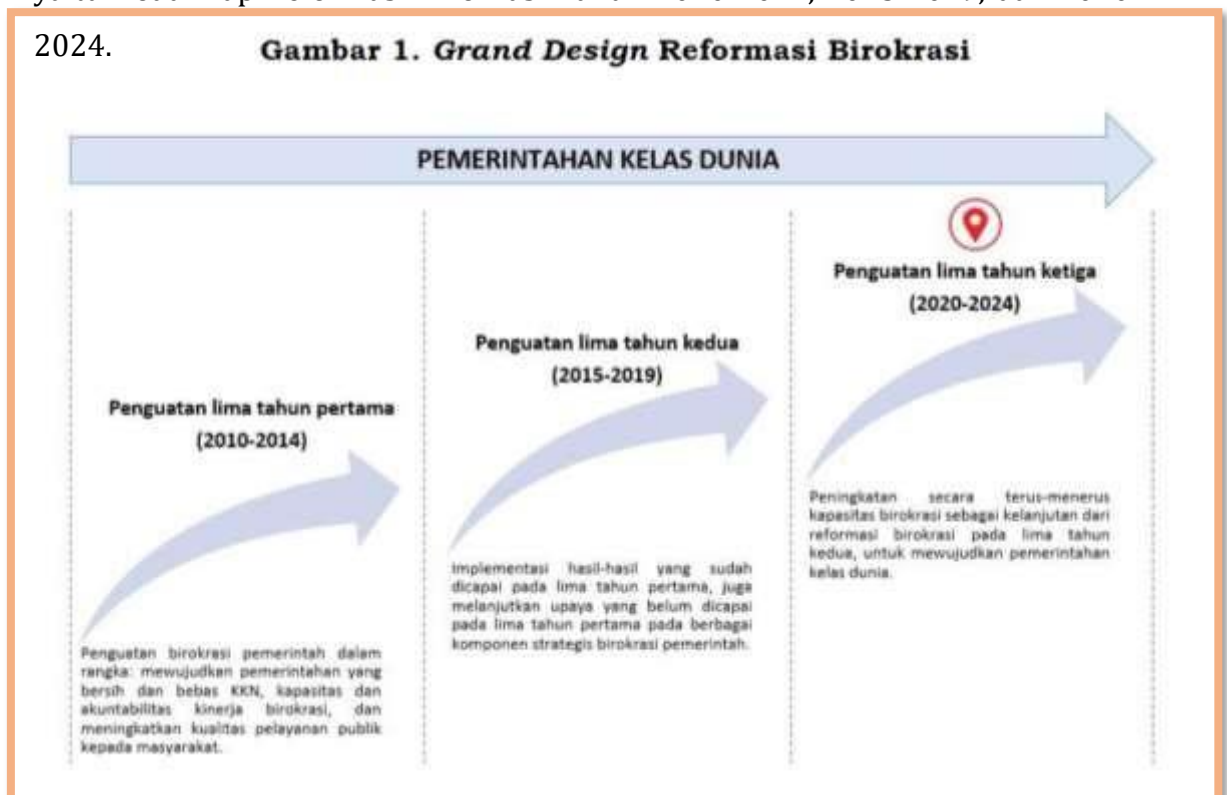 2024.
Gambar 1. Grand Design Reformasi Birokrasi
PEMERINTAHAN KELAS DUNIA
Penguatan lima tahun pertama
(2010-2014)
Penguatan birokrasi pemerintah dalam
rangka: mewujudkan pemerintahan yang
bersih dan bebas KKN, kapasitas dan
akuntabilitas kinerja birokrasi, dan
meningkatkan kualitas pelayanan publik
kepada masyarakat.
Penguatan lima tahun kedua
(2015-2019)
Implementasi hasil-hasil yang sudah
dicapai pada lima tahun pertama, juga
melanjutkan upaya yang belum dicapai
pada lima tahun pertama pada berbagai
komponen strategis birokrasi pemerintah.
Penguatan lima tahun ketiga
(2020-2024)
Peningkatan secara terus-menerus
kapasitas birokrasi sebagai kelanjutan dari
reformasi birokrasi pada lima tahun
kedua, untuk mewujudkan pemerintahan
kelas dunia.